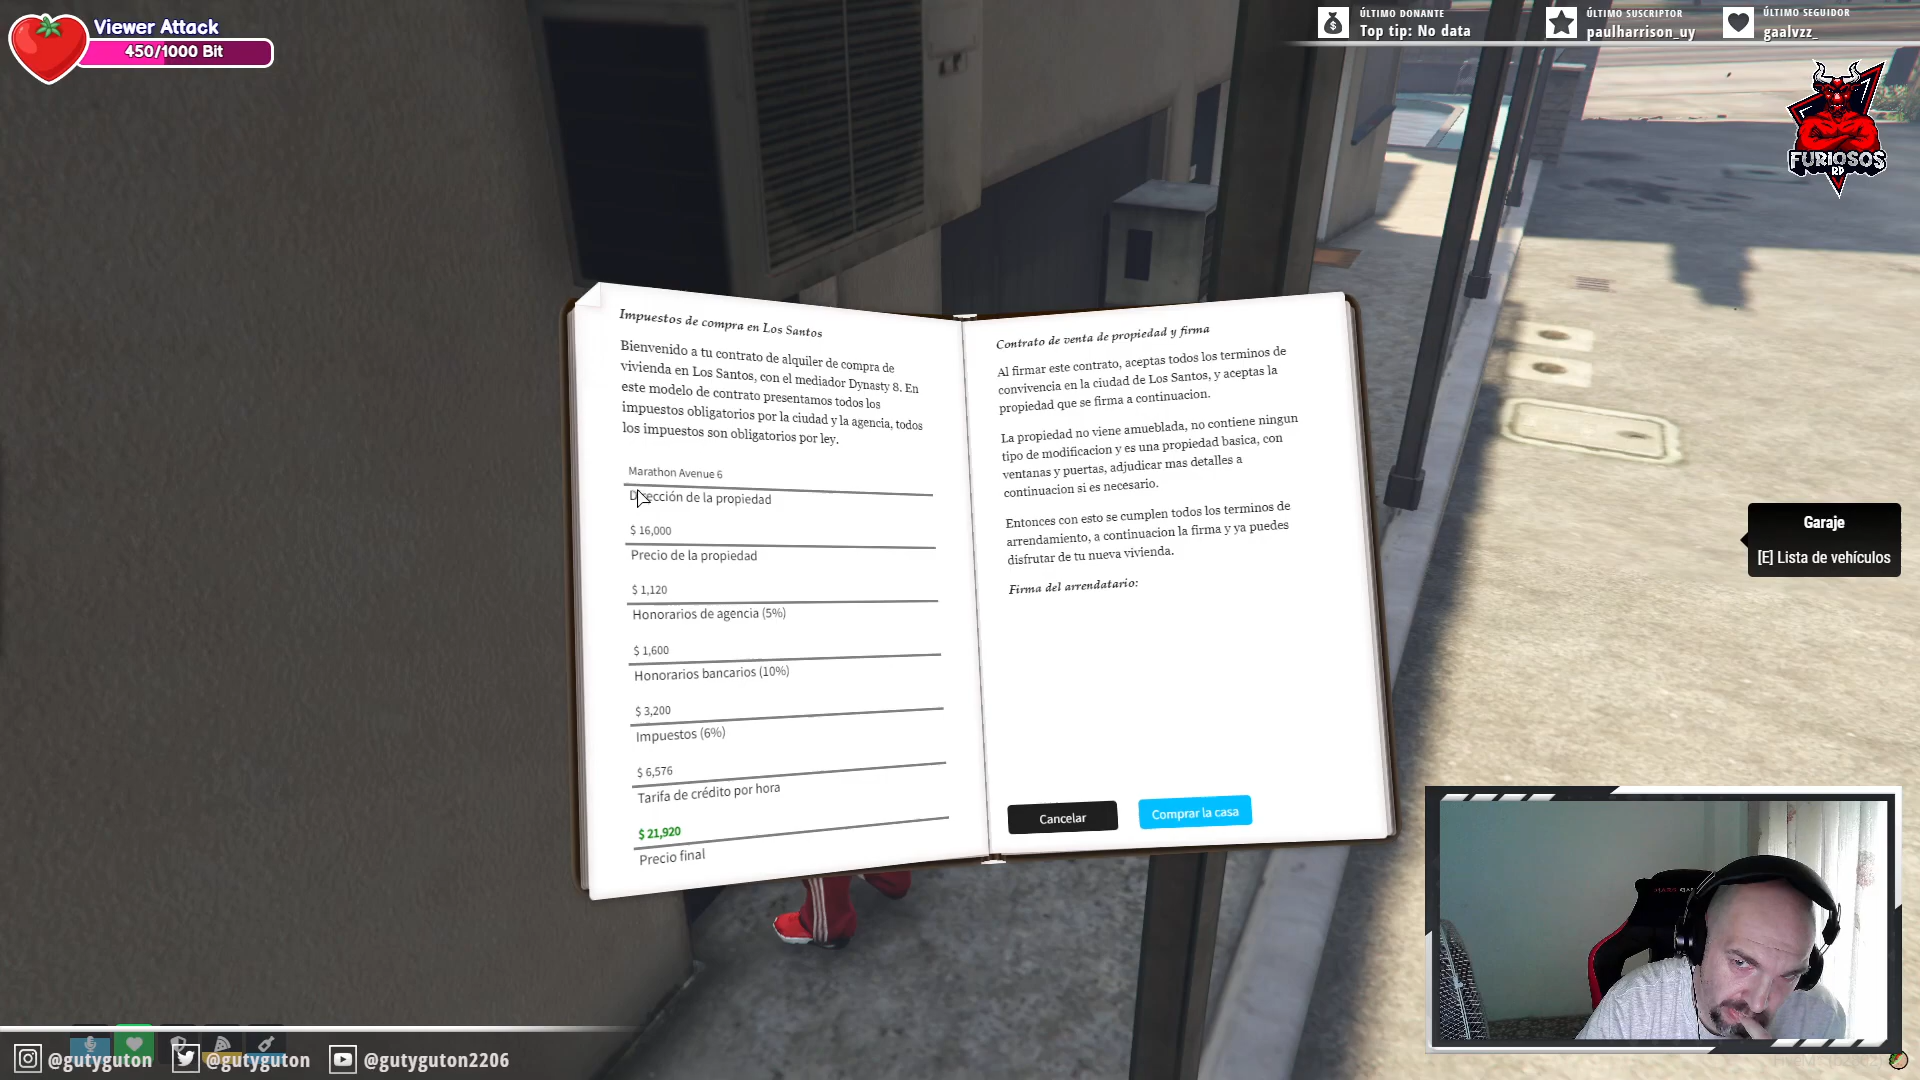 Viewer Attack
450/1000 Bit
ÚLTIMO DONANTE
Top tip: No data
ÚLTIMO SUSCRIPTOR
paulharrison_uy
ÚLTIMO SEGUIDOR
gaalvzz_
FURIOSOS
RP
Impuestos de compra en Los Santos
Bienvenido a tu contrato de alquiler de compra de
vivienda en Los Santos, con el mediador Dynasty 8. En
este modelo de contrato presentamos todos los
impuestos obligatorios por la ciudad y la agencia, todos
los impuestos son obligatorios por ley.
Marathon Avenue 6
Dirección de la propiedad
$ 16,000
Precio de la propiedad
$ 1,120
Honorarios de agencia (5%)
$ 1,600
Honorarios bancarios (10%)
$ 3,200
Impuestos (6%)
$ 6,576
Tarifa de crédito por hora
$ 21,920
Precio final
Contrato de venta de propiedad y firma
Al firmar este contrato, aceptas todos los terminos de
convivencia en la ciudad de Los Santos, y aceptas la
propiedad que se firma a continuacion.
La propiedad no viene amueblada, no contiene ningun
tipo de modificacion y es una propiedad basica, con
ventanas y puertas, adjudicar mas detalles a
continuacion si es necesario.
Entonces con esto se cumplen todos los terminos de
arrendamiento, a continuacion la firma y ya puedes
disfrutar de tu nueva vivienda.
Firma del arrendatario:
Cancelar
Comprar la casa
Garaje
[E] Lista de vehículos
@gutyguton
@gutyguton
@gutyguton2206